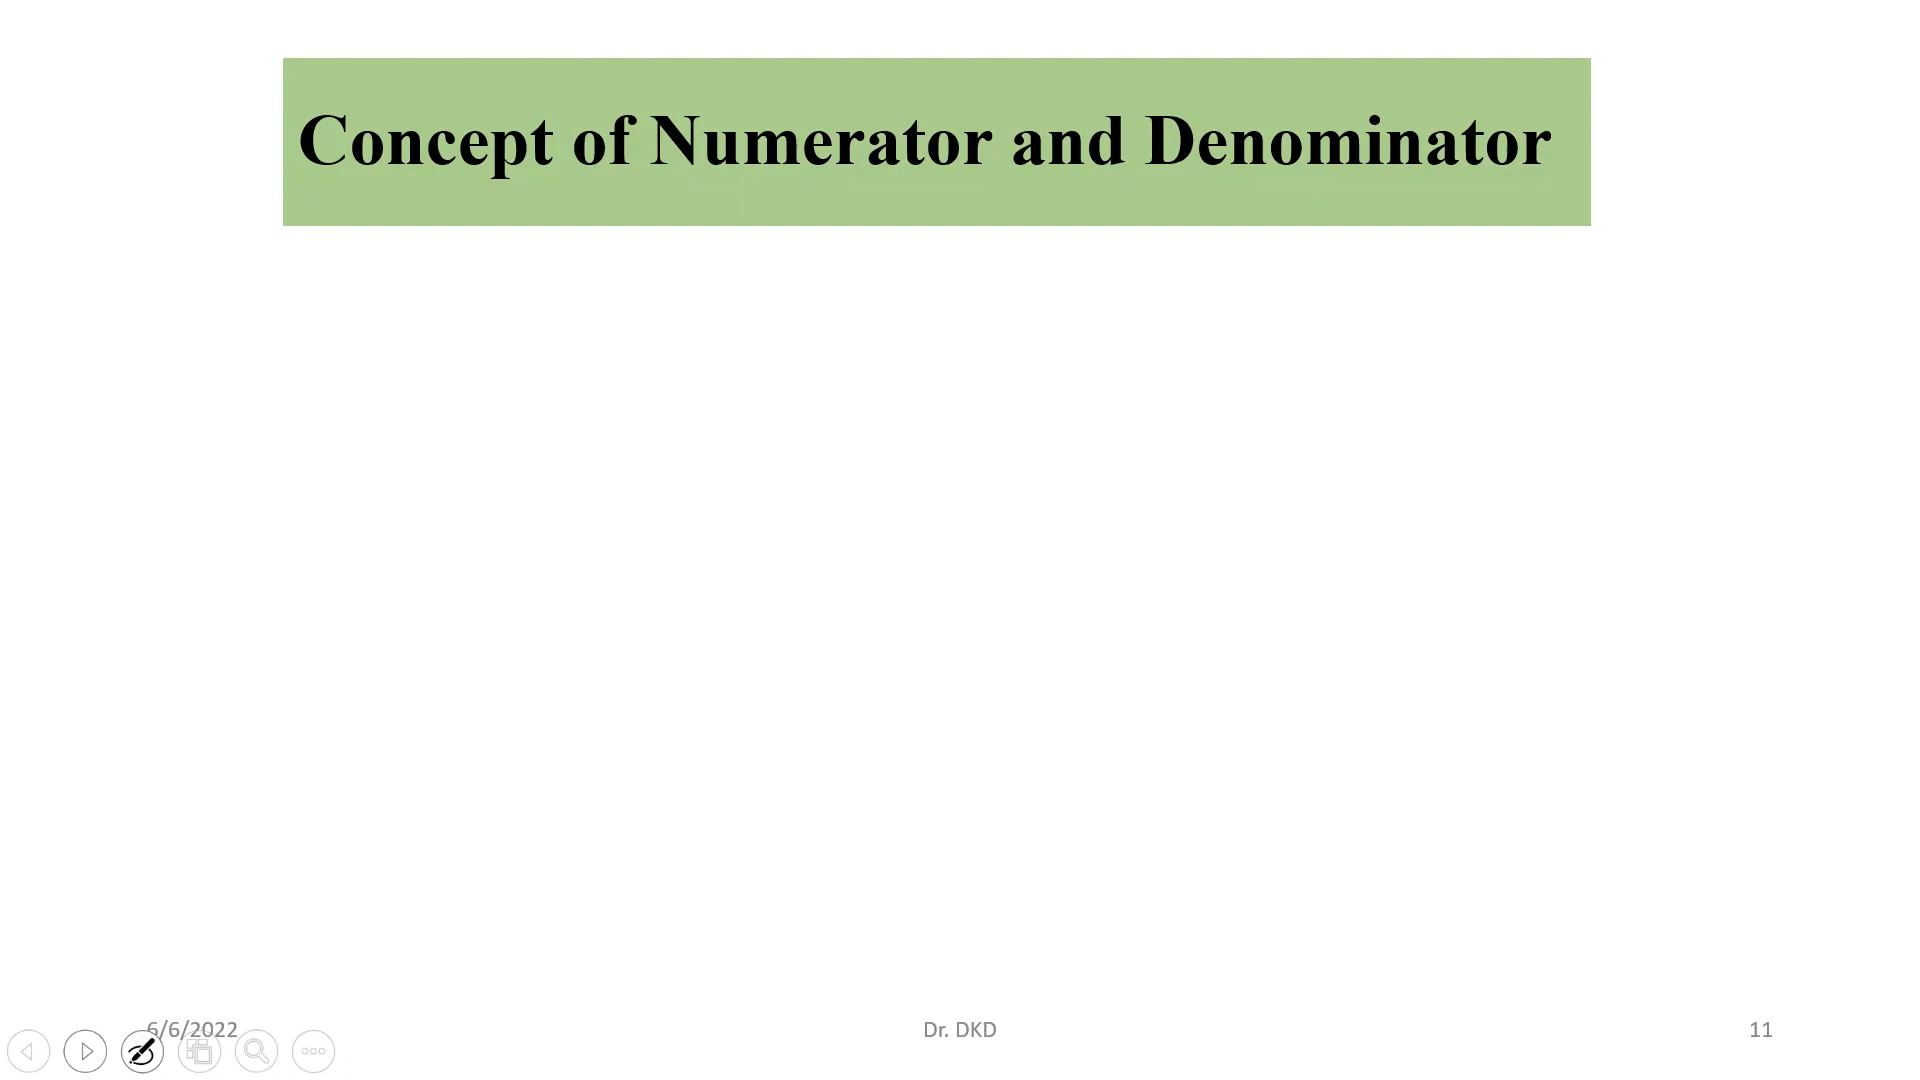 Concept of Numerator and Denominator
6/6/2022
Dr. DKD
11